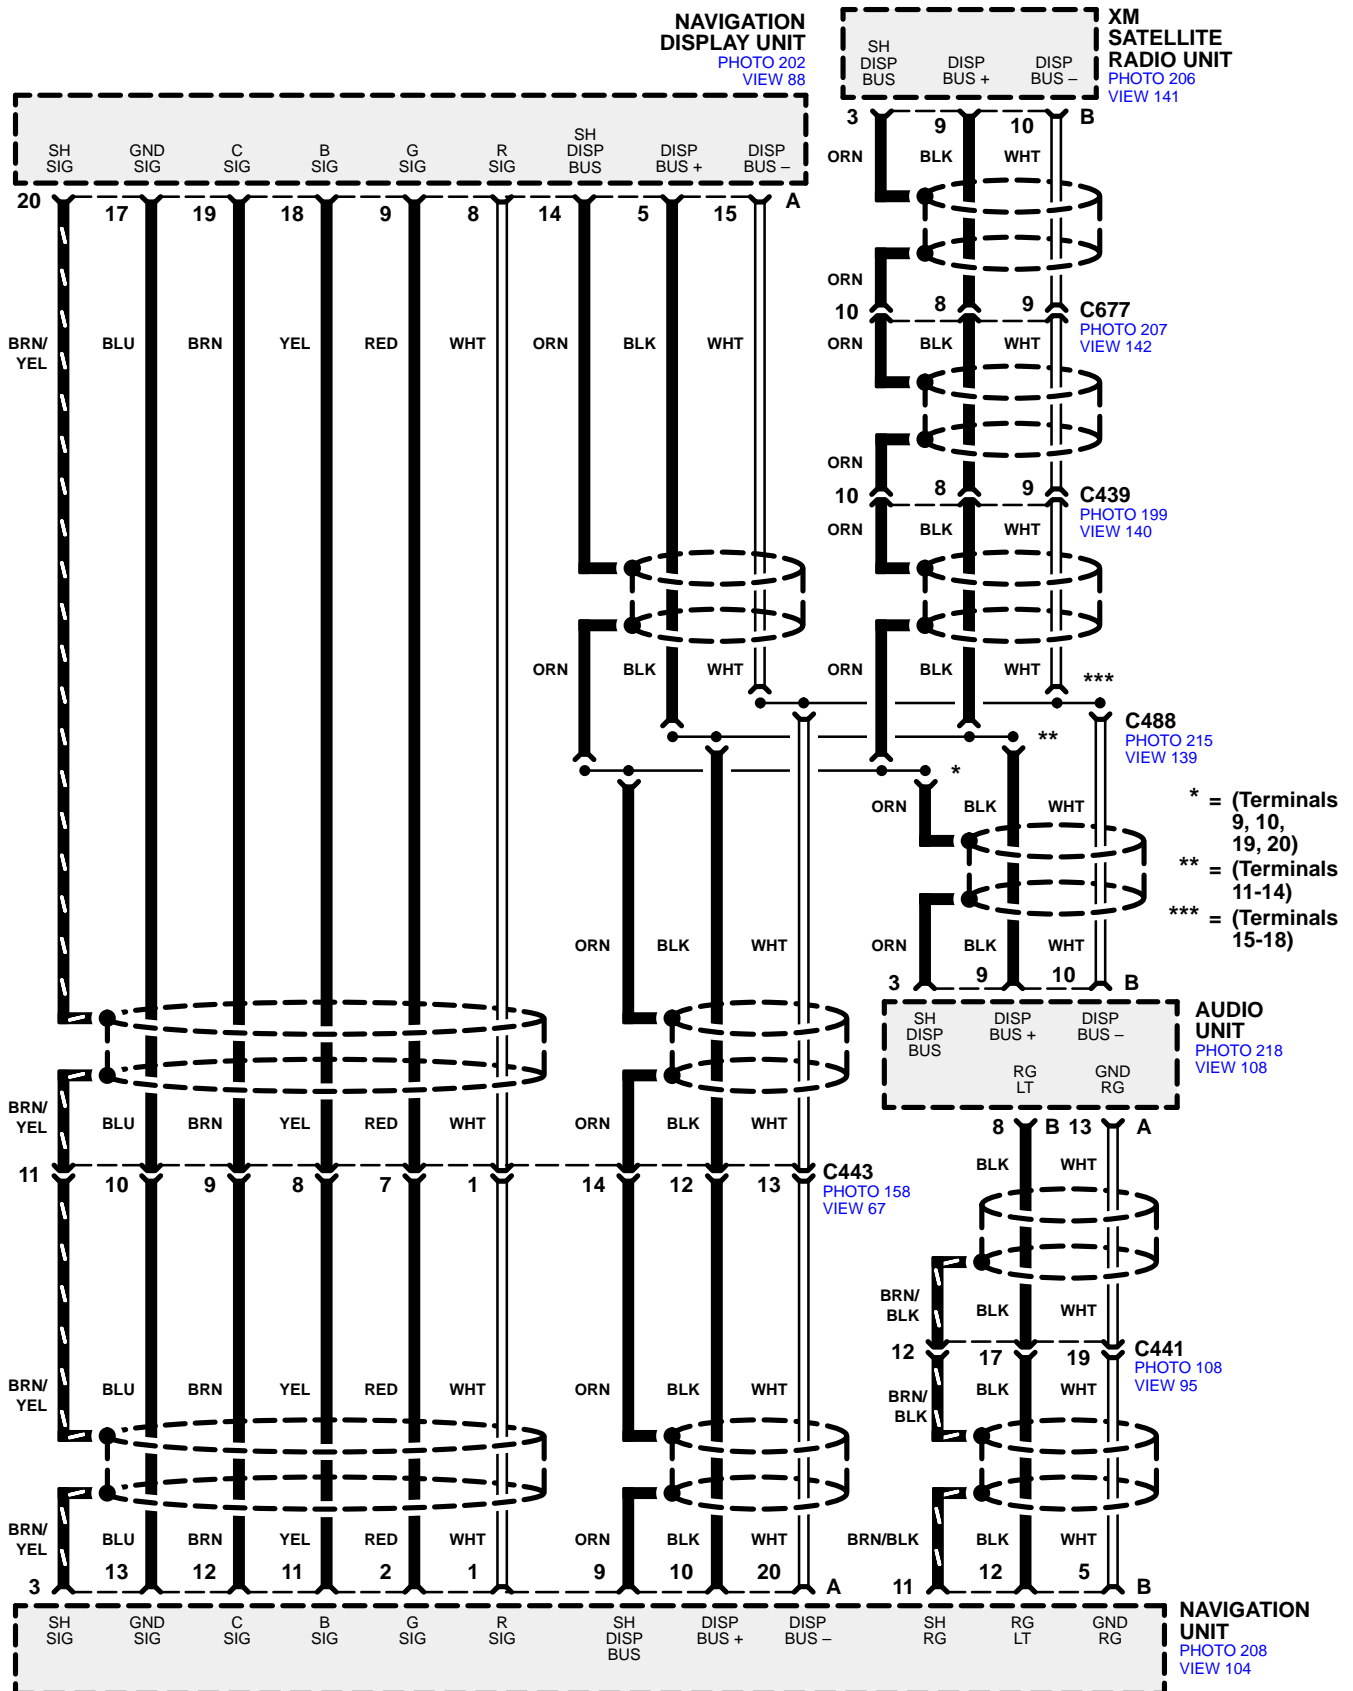 NAVIGATION
DISPLAY UNIT
PHOTO 202
VIEW 88
XM
SATELLITE
RADIO UNIT
PHOTO 206
VIEW 141
SH
DISP
BUS
DISP
BUS +
DISP
BUS –
3 9 10 B
ORN BLK WHT
SH
SIG
GND
SIG
C
SIG
B
SIG
G
SIG
R
SIG
SH
DISP
BUS
DISP
BUS +
DISP
BUS –
20 17 19 18 9 8 14 5 15 A
ORN
10 8 9 C677
PHOTO 207
VIEW 142
BRN/
YEL
BLU BRN YEL RED WHT ORN BLK WHT
ORN BLK WHT
ORN
10 8 9 C439
PHOTO 199
VIEW 140
ORN BLK WHT
ORN BLK WHT
ORN BLK WHT
***
C488
PHOTO 215
VIEW 139
**
*
* = (Terminals
9, 10,
19, 20)
** = (Terminals
11-14)
*** = (Terminals
15-18)
ORN BLK WHT
ORN BLK WHT
ORN BLK WHT
3 9 10 B
SH
DISP
BUS
DISP
BUS +
DISP
BUS –
RG
LT
GND
RG
AUDIO
UNIT
PHOTO 218
VIEW 108
BRN/
YEL
BLU BRN YEL RED WHT ORN BLK WHT
8 B 13 A
BLK WHT
11 10 9 8 7 1 14 12 13 C443
PHOTO 158
VIEW 67
BRN/
BLK
BLK WHT
12 17 19 C441
PHOTO 108
VIEW 95
BRN/
YEL
BLU BRN YEL RED WHT ORN BLK WHT
BRN/
BLK
BLK WHT
BRN/
YEL
BLU BRN YEL RED WHT ORN BLK WHT
BRN/BLK BLK WHT
3 13 12 11 2 1 9 10 20 A
11 12 5 B
SH
SIG
GND
SIG
C
SIG
B
SIG
G
SIG
R
SIG
SH
DISP
BUS
DISP
BUS +
DISP
BUS –
SH
RG
RG
LT
GND
RG
NAVIGATION
UNIT
PHOTO 208
VIEW 104